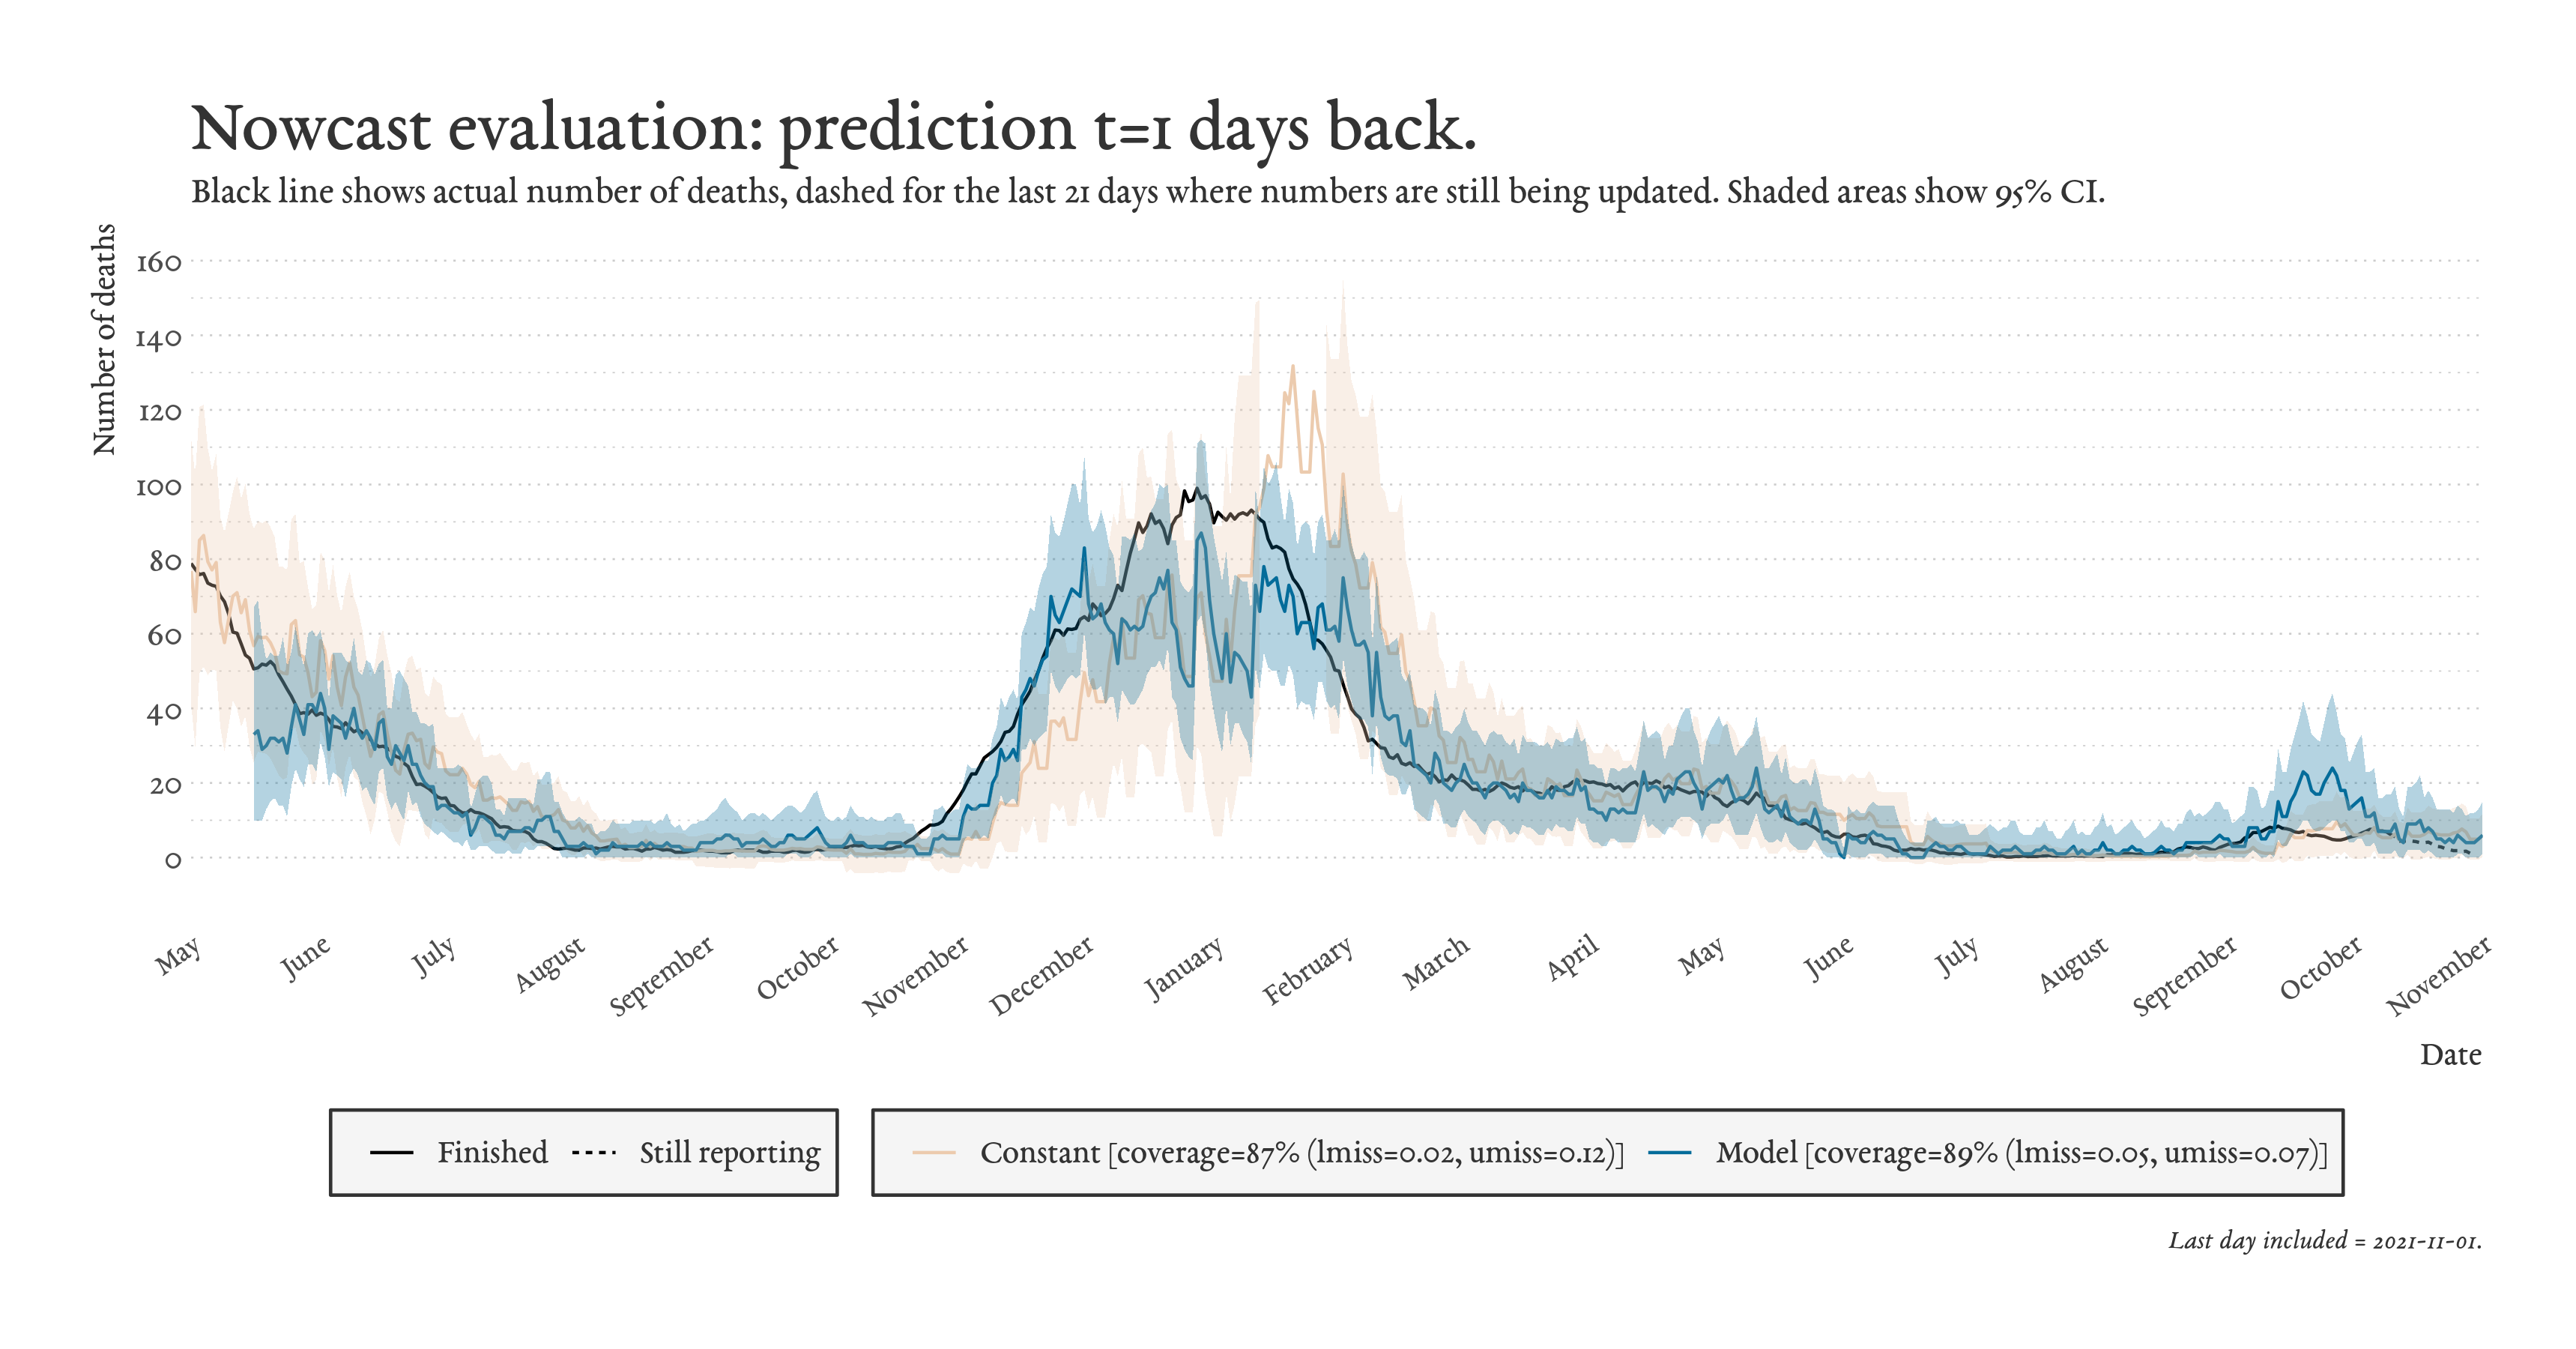 Nowcast evaluation: prediction t=1 days back.
Black line shows actual number of deaths, dashed for the last 21 days where numbers are still being updated. Shaded areas show 95% CI.
Number of deaths
160
140
120
100
80
60
40
20
0
May
June
July
August
September
October
November
December
January
February
March
April
May
June
July
August
September
October
November
Date
Finished
Still reporting
Constant [coverage=87% (lmiss=0.02, umiss=0.12)]
Model [coverage=89% (lmiss=0.05, umiss=0.07)]
Last day included = 2021-11-01.